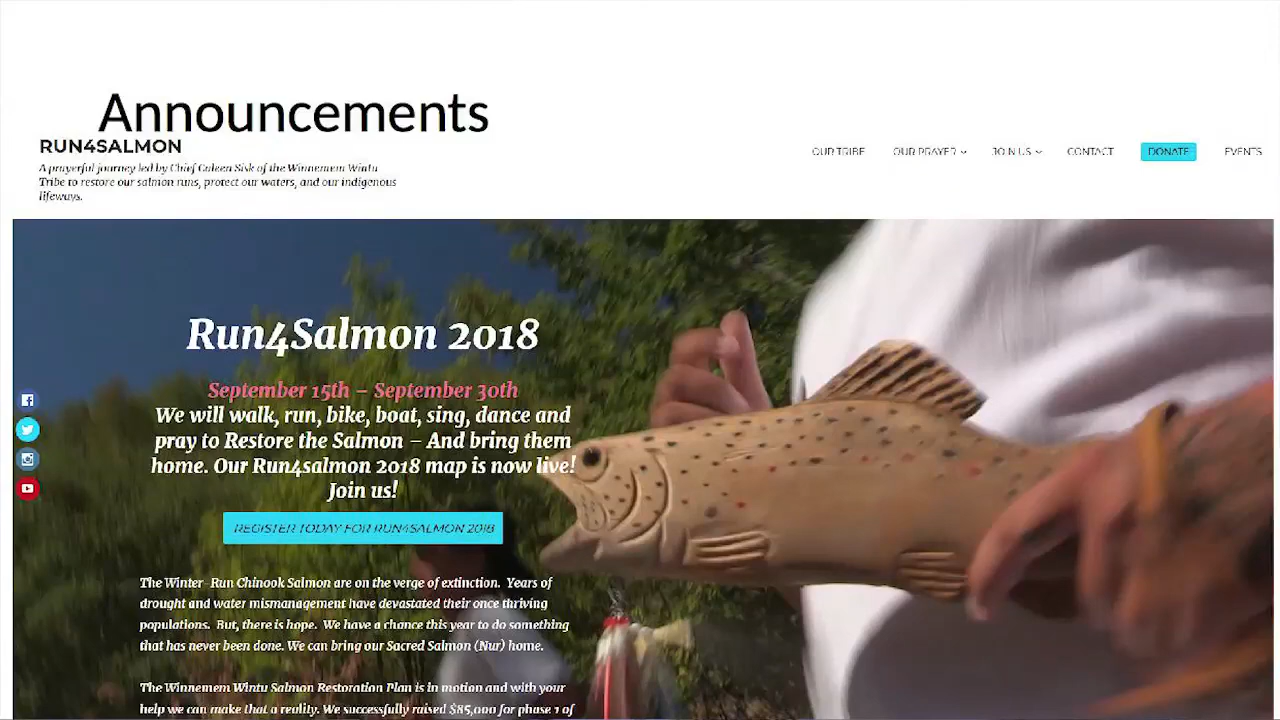 Announcements
RUN4SALMON
A prayerful journey led by Chief Caleen Sisk of the Winnemem Wintu
Tribe to restore our salmon runs, protect our waters, and our indigenous
lifeways.
OUR TRIBE OUR PRAYER JOIN US CONTACT DONATE EVENTS
Run4Salmon 2018
September 15th – September 30th
We will walk, run, bike, boat, sing, dance and
pray to Restore the Salmon – And bring them
home. Our Run4salmon 2018 map is now live!
Join us!
REGISTER TODAY FOR RUN4SALMON 2018
The Winter-Run Chinook Salmon are on the verge of extinction. Years of
drought and water mismanagement have devastated their once thriving
populations. But, there is hope. We have a chance this year to do something
that has never been done. We can bring our Sacred Salmon (Nur) home.
The Winnemem Wintu Salmon Restoration Plan is in motion and with your
help we can make that a reality. We successfully raised $85,000 for phase 1 of